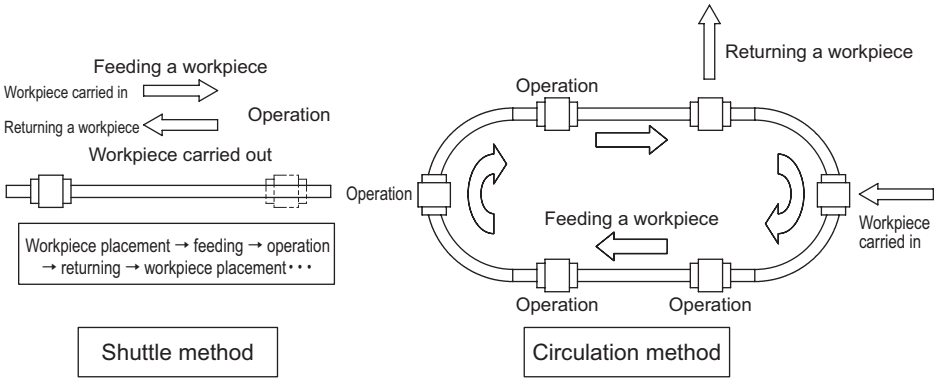 Feeding a workpiece
Workpiece carried in
Returning a workpiece
Operation
Workpiece carried out
Workpiece placement → feeding → operation
→ returning → workpiece placement···
Shuttle method
Returning a workpiece
Operation
Operation
Feeding a workpiece
Workpiece
carried in
Operation
Operation
Circulation method